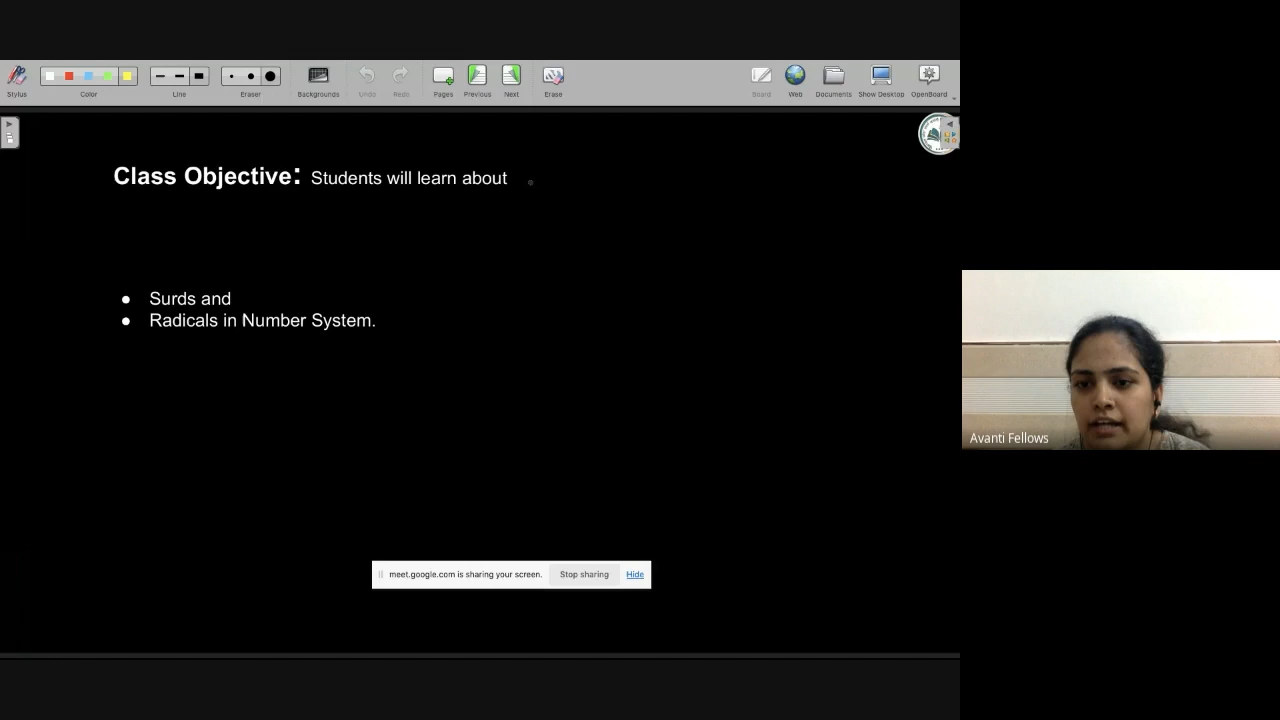 Stylus
Color
Line
Eraser
Backgrounds
Undo
Redo
Pages
Previous
Next
Erase
Board
Web
Documents
Show Desktop
OpenBoard
Class Objective: Students will learn about
● Surds and
● Radicals in Number System.
Avanti Fellows
meet.google.com is sharing your screen. Stop sharing Hide